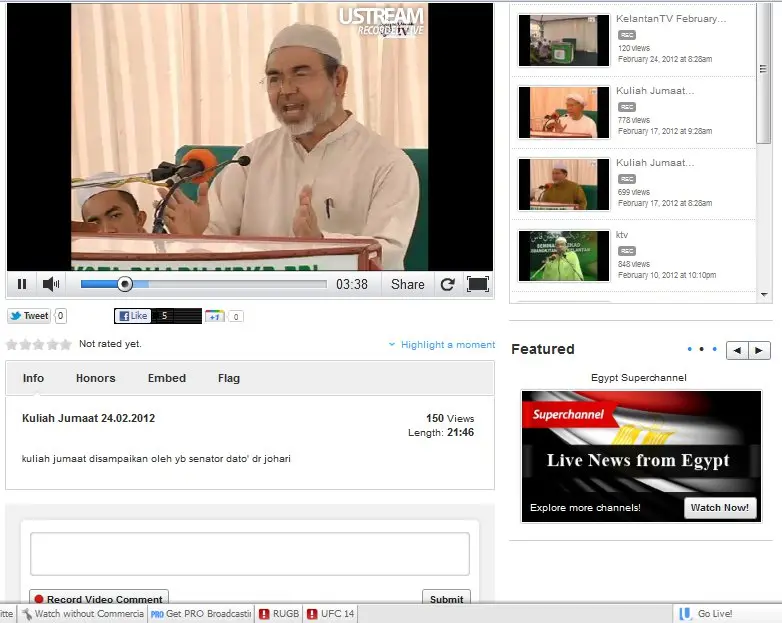 USTREAM
RECORDED LIVE
TV
03:38
Share
Tweet
0
Like
5
+1
0
Not rated yet.
Highlight a moment
Info
Honors
Embed
Flag
Kuliah Jumaat 24.02.2012
150 Views
Length: 21:46
kuliah jumaat disampaikan oleh yb senator dato' dr johari
Record Video Comment
Submit
KelantanTV February...
REC
120 views
February 24, 2012 at 8:28am
Kuliah Jumaat...
REC
778 views
February 17, 2012 at 9:28am
Kuliah Jumaat...
REC
699 views
February 17, 2012 at 8:28am
ktv
REC
848 views
February 10, 2012 at 10:10pm
Featured
Egypt Superchannel
Superchannel
Live News from Egypt
Explore more channels!
Watch Now!
itte
Watch without Commercia
PRO Get PRO Broadcastin
RUGB
UFC 14
Go Live!